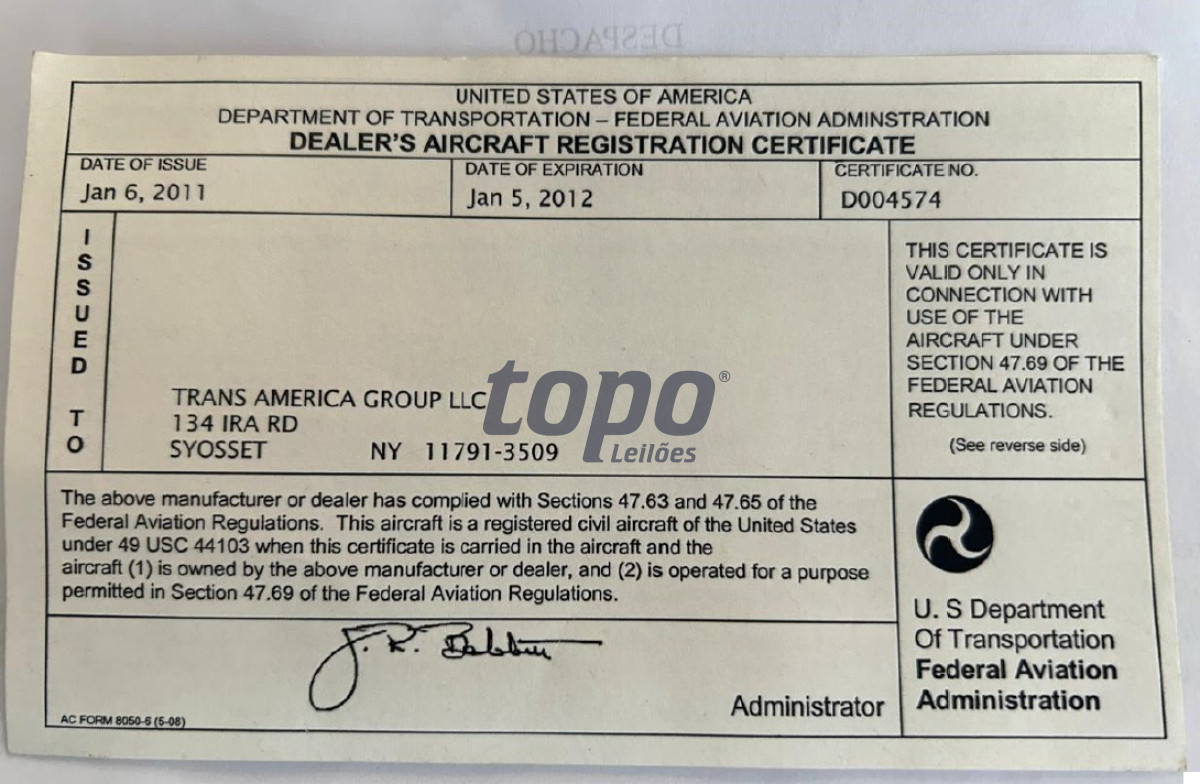 DESPACHO
UNITED STATES OF AMERICA
DEPARTMENT OF TRANSPORTATION – FEDERAL AVIATION ADMINSTRATION
DEALER'S AIRCRAFT REGISTRATION CERTIFICATE
DATE OF ISSUE
Jan 6, 2011
DATE OF EXPIRATION
Jan 5, 2012
CERTIFICATE NO.
D004574
ISSUED TO
TRANS AMERICA GROUP LLC
134 IRA RD
SYOSSET NY 11791-3509
topo®
Leilões
THIS CERTIFICATE IS
VALID ONLY IN
CONNECTION WITH
USE OF THE
AIRCRAFT UNDER
SECTION 47.69 OF THE
FEDERAL AVIATION
REGULATIONS.
(See reverse side)
The above manufacturer or dealer has complied with Sections 47.63 and 47.65 of the
Federal Aviation Regulations. This aircraft is a registered civil aircraft of the United States
under 49 USC 44103 when this certificate is carried in the aircraft and the
aircraft (1) is owned by the above manufacturer or dealer, and (2) is operated for a purpose
permitted in Section 47.69 of the Federal Aviation Regulations.
J. R. Babbitt
Administrator
AC FORM 8050-6 (5-08)
U. S Department
Of Transportation
Federal Aviation
Administration